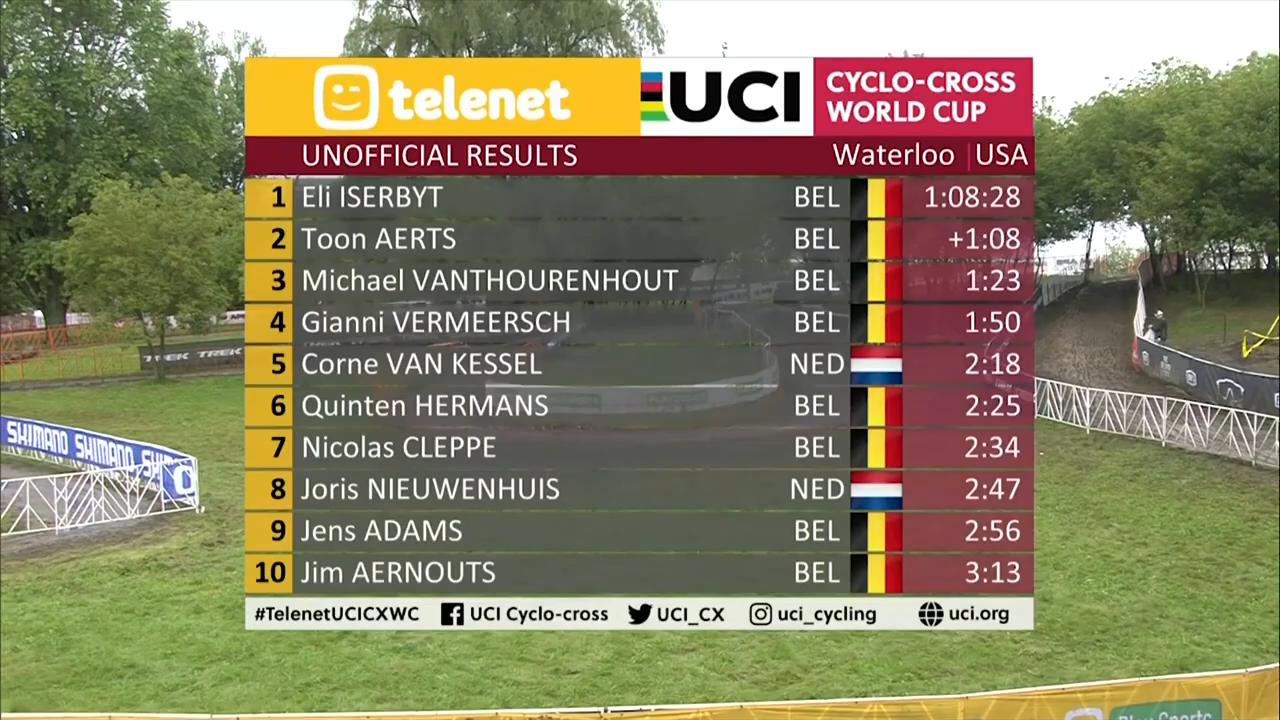 telenet UCI CYCLO-CROSS WORLD CUP
UNOFFICIAL RESULTS Waterloo USA
1 Eli ISERBYT BEL 1:08:28
2 Toon AERTS BEL +1:08
3 Michael VANTHOURENHOUT BEL 1:23
4 Gianni VERMEERSCH BEL 1:50
5 Corne VAN KESSEL NED 2:18
6 Quinten HERMANS BEL 2:25
7 Nicolas CLEPPE BEL 2:34
8 Joris NIEUWENHUIS NED 2:47
9 Jens ADAMS BEL 2:56
10 Jim AERNOUTS BEL 3:13
#TelenetUCICXWC UCI Cyclo-cross UCI_CX uci_cycling uci.org
TREK TREK
SHIMANO SHIMANO SHI